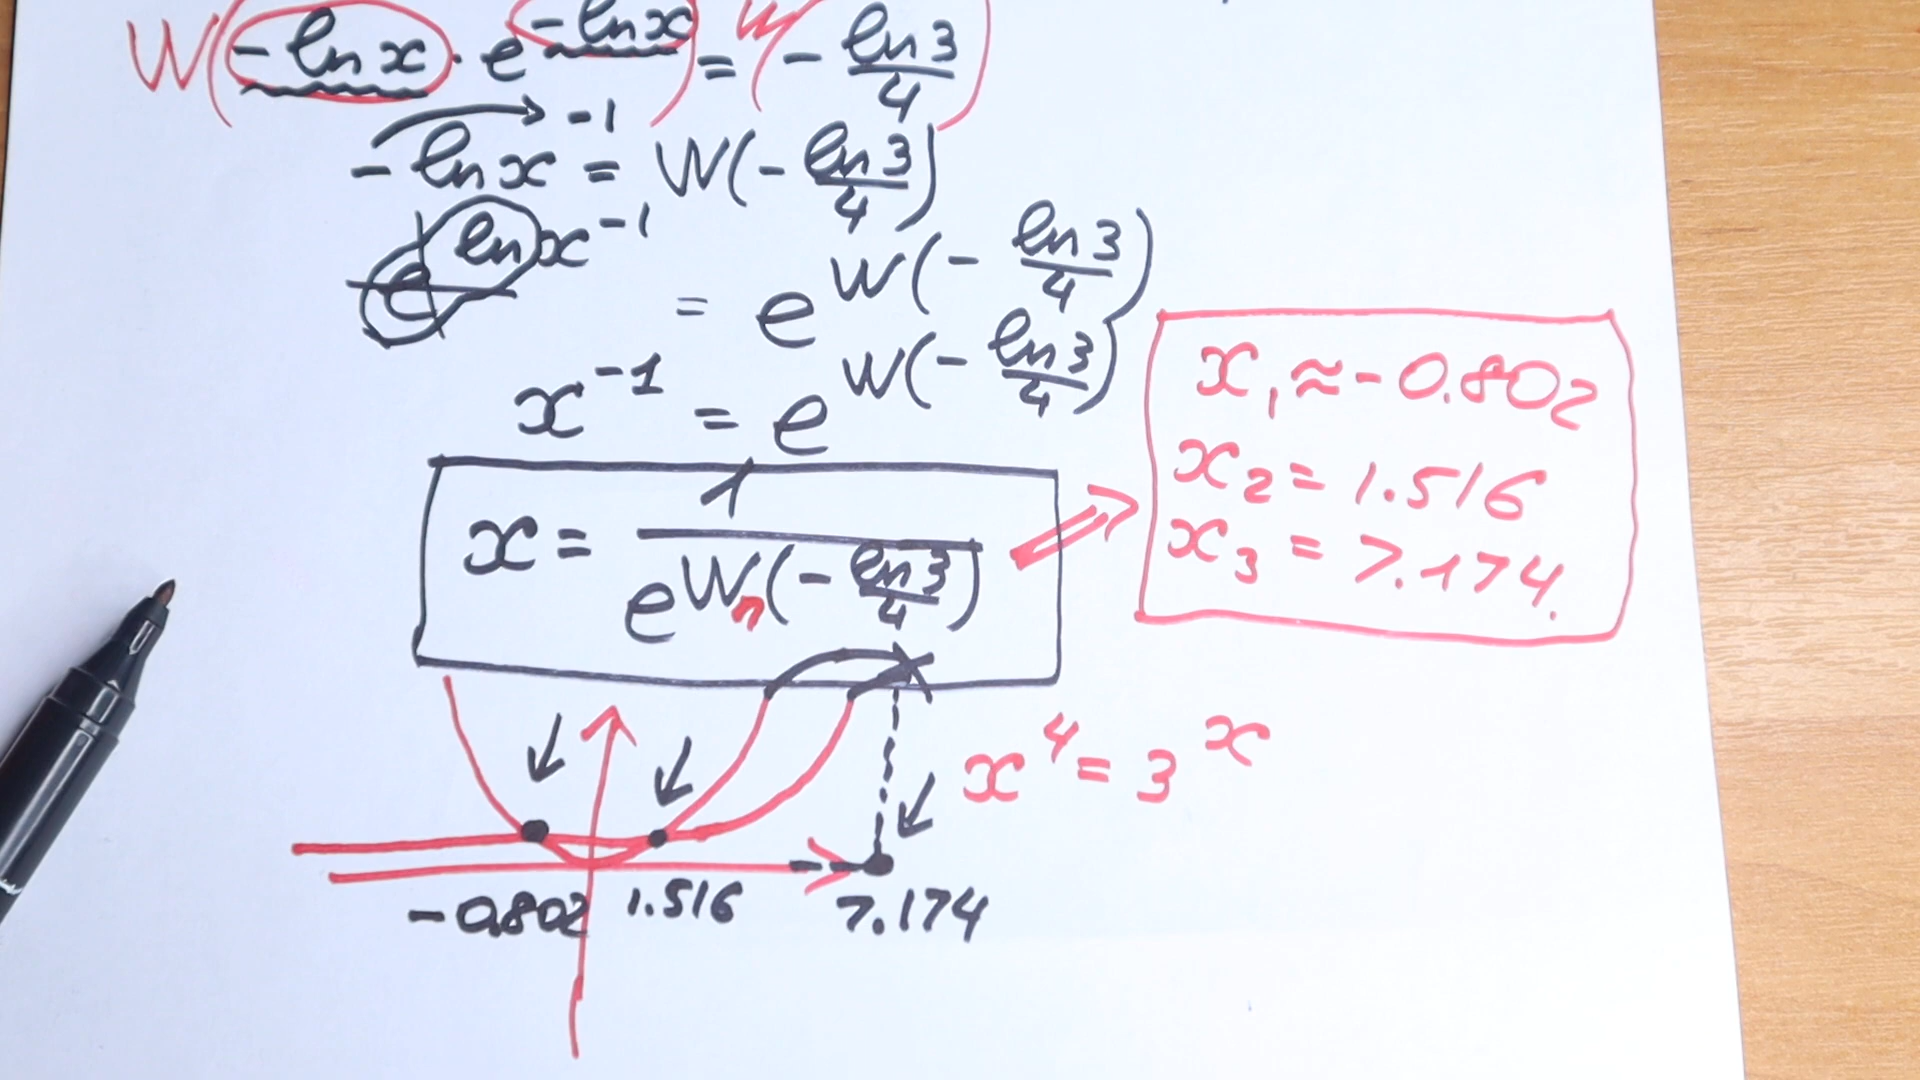 W(-ln x · e^(-ln x)) = W(-ln3/4)
-ln x^(-1) = W(-ln3/4)
e^(ln x^(-1)) = e^(W(-ln3/4))
x^(-1) = e^(W(-ln3/4))
x = 1/e^(W_n(-ln3/4))
x₁ ≈ -0.802
x₂ = 1.516
x₃ = 7.174.
x⁴ = 3^x
-0.802 1.516 7.174